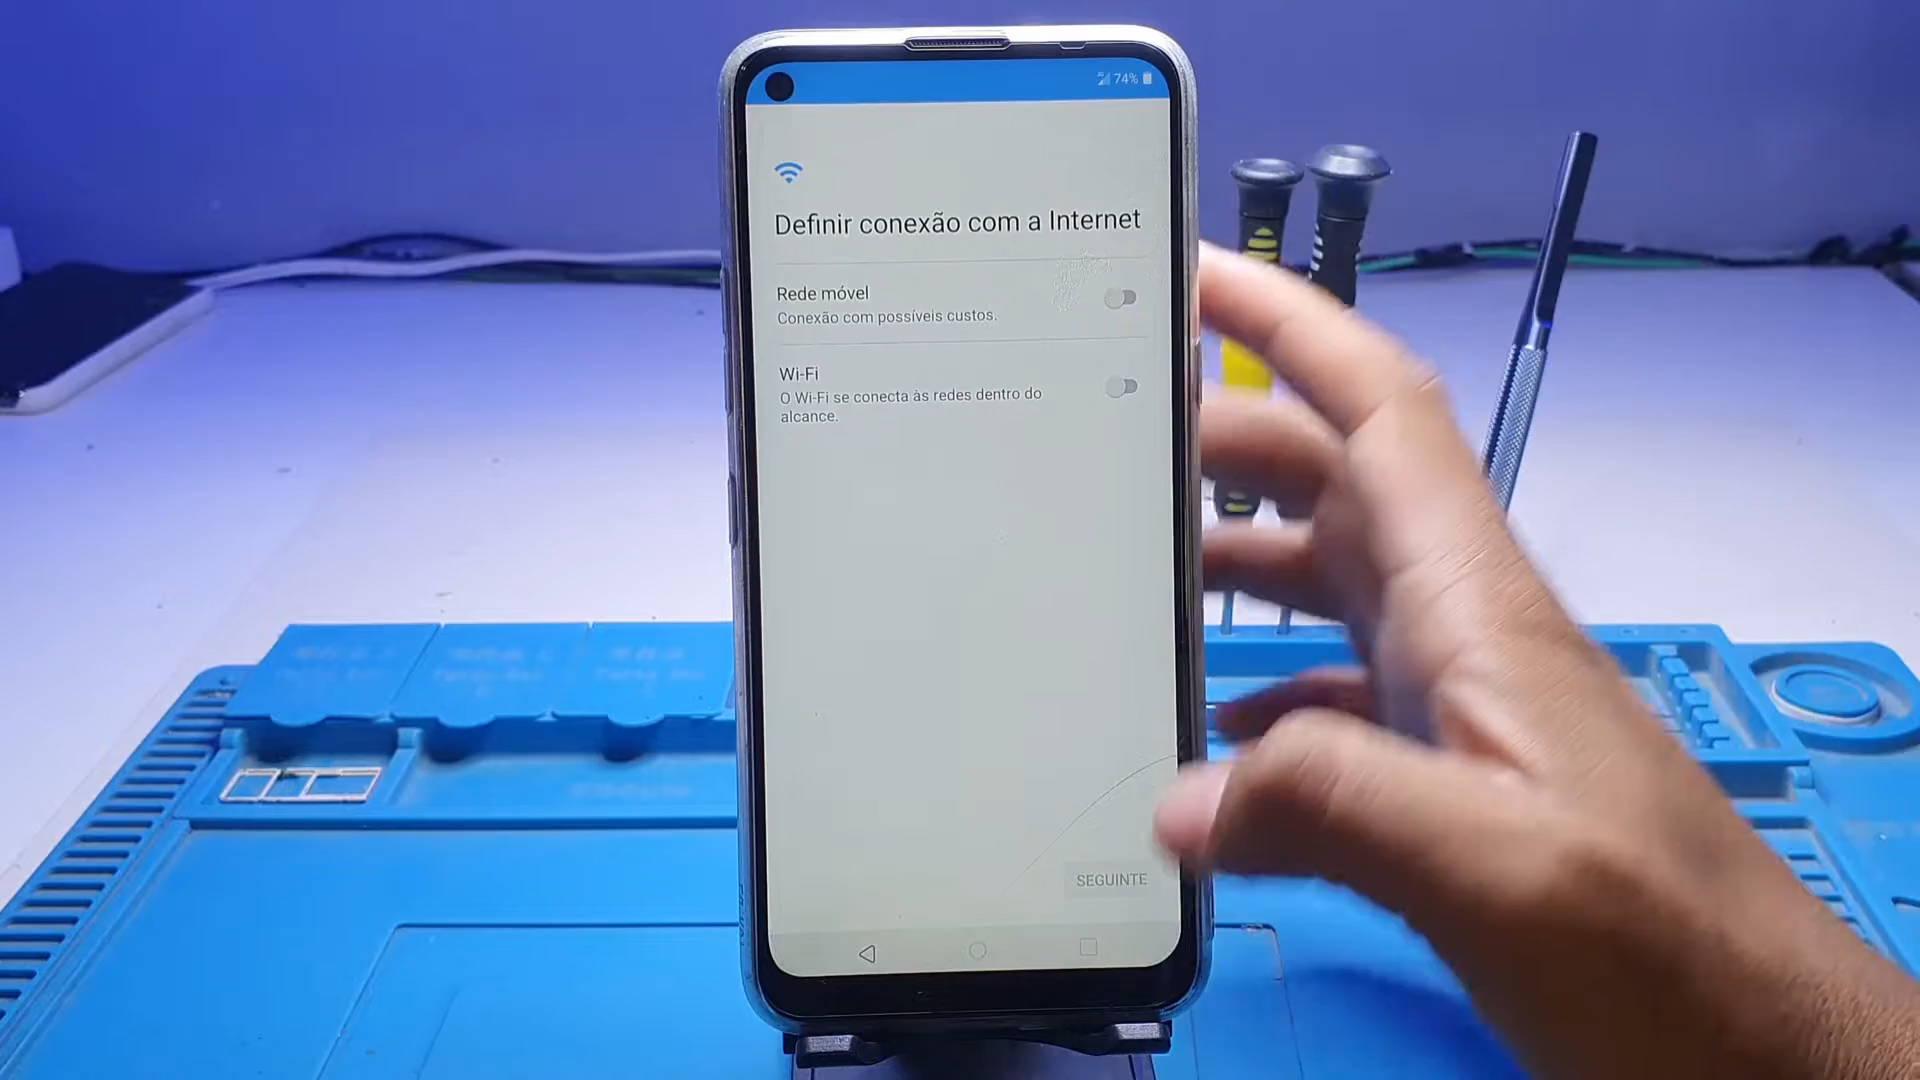 74%
Definir conexão com a Internet
Rede móvel
Conexão com possíveis custos.
Wi-Fi
O Wi-Fi se conecta às redes dentro do
alcance.
SEGUINTE